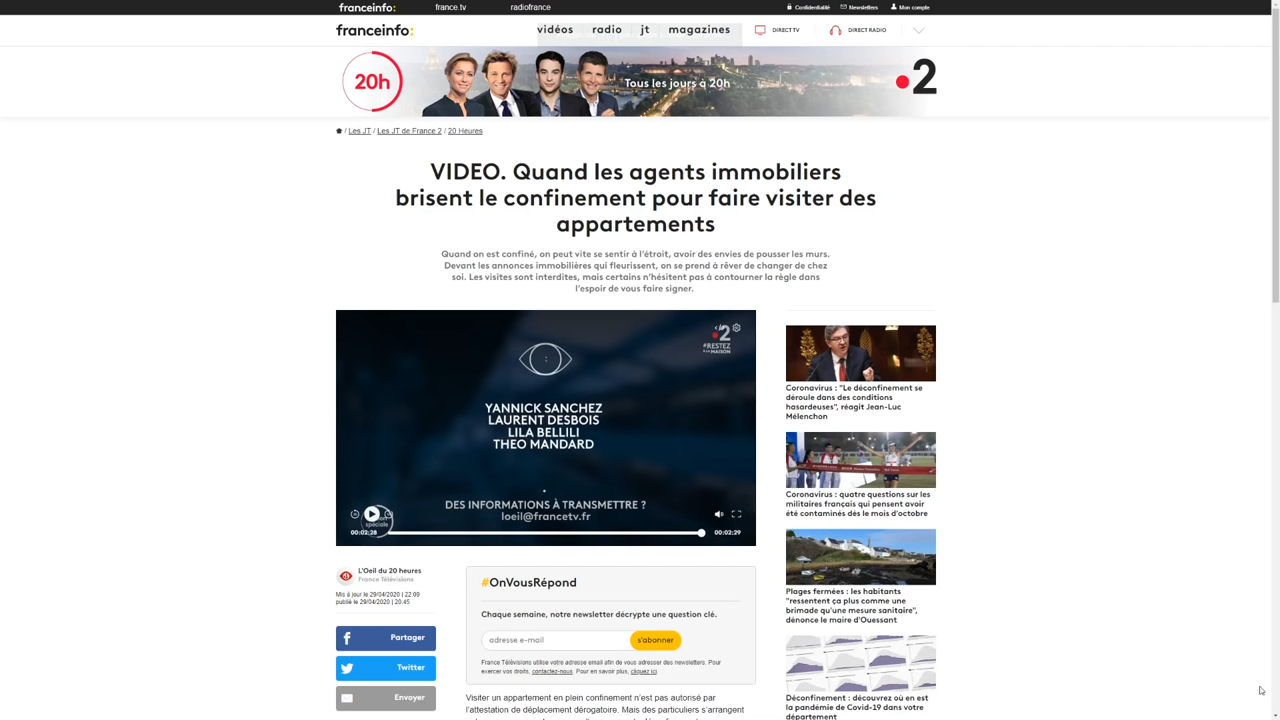 franceinfo:
france.tv
radiofrance
Confidentialité
Newsletters
Mon compte
franceinfo:
vidéos
radio
jt
magazines
DIRECT TV
DIRECT RADIO
20h
Tous les jours à 20h
2
/ Les JT / Les JT de France 2 / 20 Heures
VIDEO. Quand les agents immobiliers
brisent le confinement pour faire visiter des
appartements
Quand on est confiné, on peut vite se sentir à l'étroit, avoir des envies de pousser les murs.
Devant les annonces immobilières qui fleurissent, on se prend à rêver de changer de chez
soi. Les visites sont interdites, mais certains n'hésitent pas à contourner la règle dans
l'espoir de vous faire signer.
2
#RESTEZ
À LA MAISON
YANNICK SANCHEZ
LAURENT DESBOIS
LILA BELLILI
THEO MANDARD
DES INFORMATIONS À TRANSMETTRE ?
loeil@francetv.fr
spéciale
00:02:28
00:02:29
L'Oeil du 20 heures
France Télévisions
Mis à jour le 29/04/2020 | 22:09
publié le 29/04/2020 | 20:45
Partager
Twitter
Envoyer
#OnVousRépond
Chaque semaine, notre newsletter décrypte une question clé.
adresse e-mail
s'abonner
France Télévisions utilise votre adresse email afin de vous adresser des newsletters. Pour
exercer vos droits, contactez-nous. Pour en savoir plus, cliquez ici.
Visiter un appartement en plein confinement n'est pas autorisé par
l'attestation de déplacement dérogatoire. Mais des particuliers s'arrangent
Coronavirus : "Le déconfinement se
déroule dans des conditions
hasardeuses", réagit Jean-Luc
Mélenchon
Coronavirus : quatre questions sur les
militaires français qui pensent avoir
été contaminés dès le mois d'octobre
Plages fermées : les habitants
"ressentent ça plus comme une
brimade qu'une mesure sanitaire",
dénonce le maire d'Ouessant
Déconfinement : découvrez où en est
la pandémie de Covid-19 dans votre
département